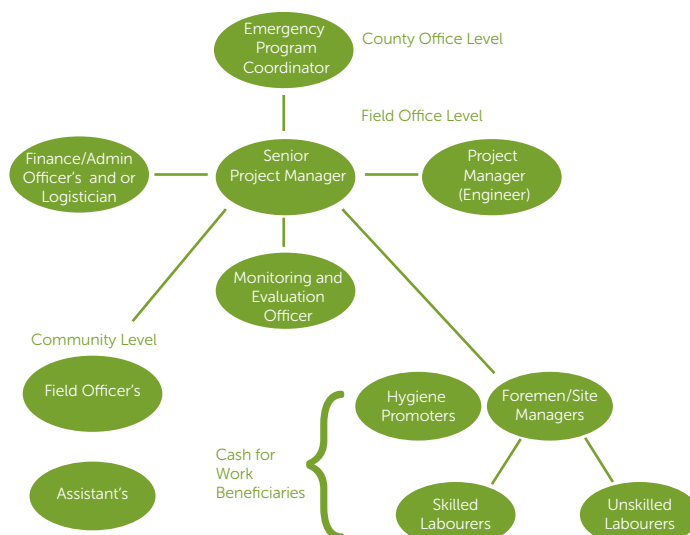 Emergency
Program
Coordinator
County Office Level
Field Office Level
Finance/Admin
Officer's and or
Logistician
Senior
Project Manager
Project
Manager
(Engineer)
Monitoring and
Evaluation
Officer
Community Level
Field Officer's
Hygiene
Promoters
Foremen/Site
Managers
Cash for
Work
Beneficiaries
Assistant's
Skilled
Labourers
Unskilled
Labourers